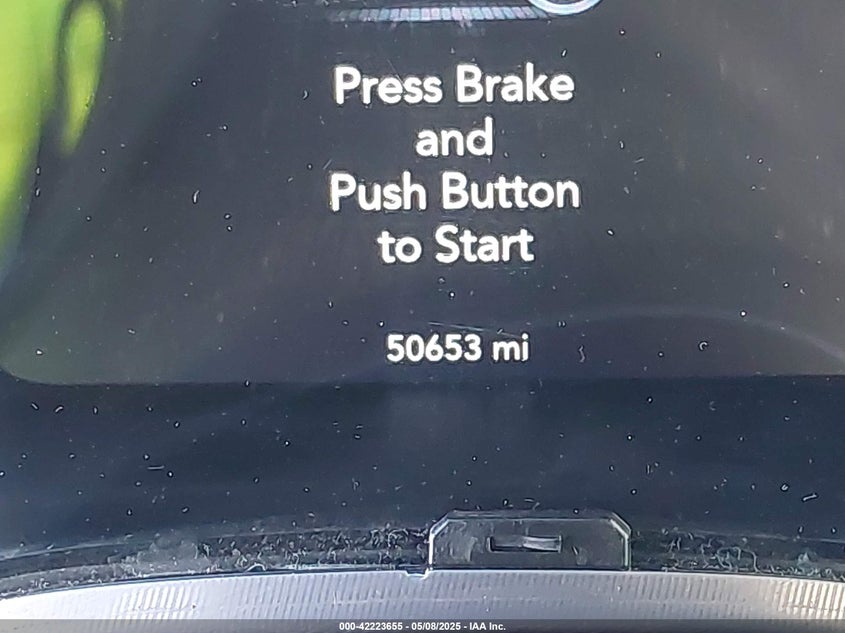 Press Brake
and
Push Button
to Start
50653 mi
000-42223655 - 05/08/2025 - IAA Inc.